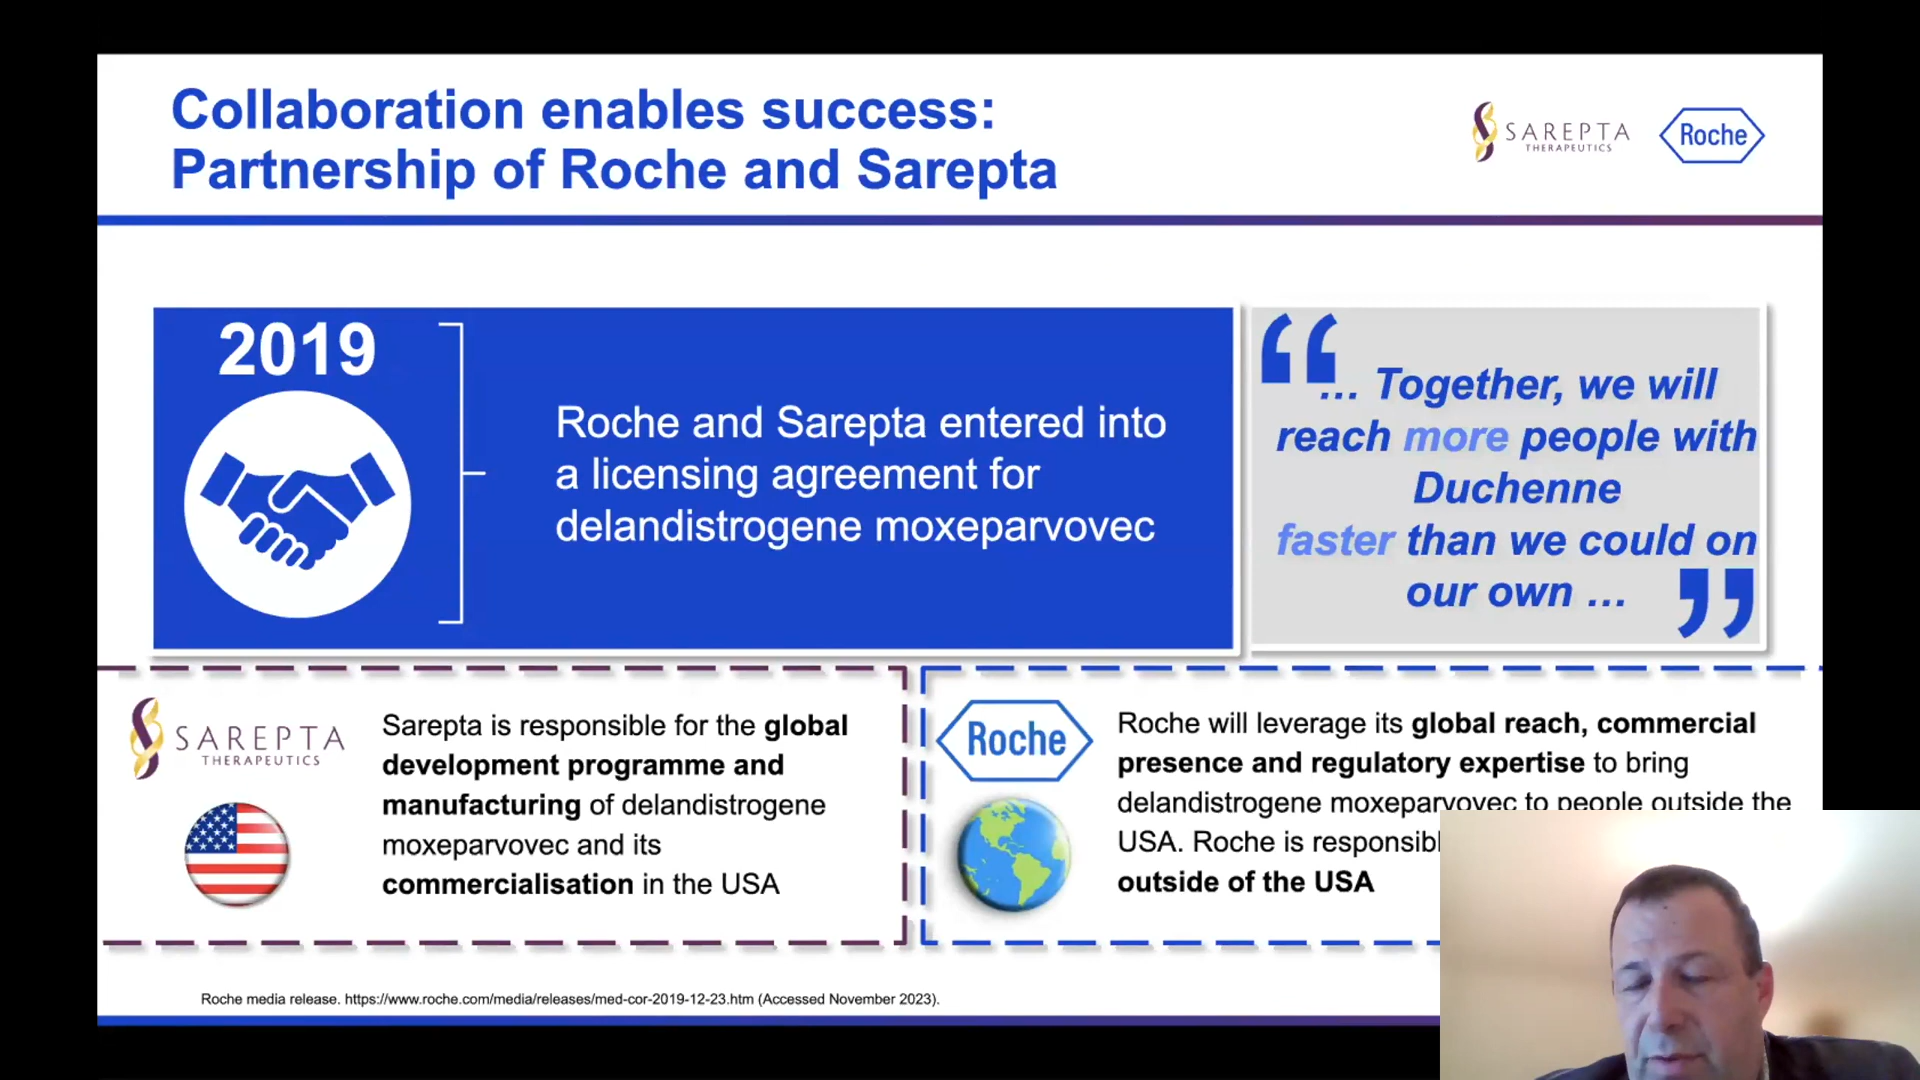 Collaboration enables success:
Partnership of Roche and Sarepta
SAREPTA
THERAPEUTICS
Roche
2019
Roche and Sarepta entered into
a licensing agreement for
delandistrogene moxeparvovec
“
… Together, we will
reach more people with
Duchenne
faster than we could on
our own …
”
SAREPTA
THERAPEUTICS
Sarepta is responsible for the global
development programme and
manufacturing of delandistrogene
moxeparvovec and its
commercialisation in the USA
Roche
Roche will leverage its global reach, commercial
presence and regulatory expertise to bring
delandistrogene moxeparvovec to people outside the
USA. Roche is
outside of the USA
Roche media release. https://www.roche.com/media/releases/med-cor-2019-12-23.htm (Accessed November 2023).